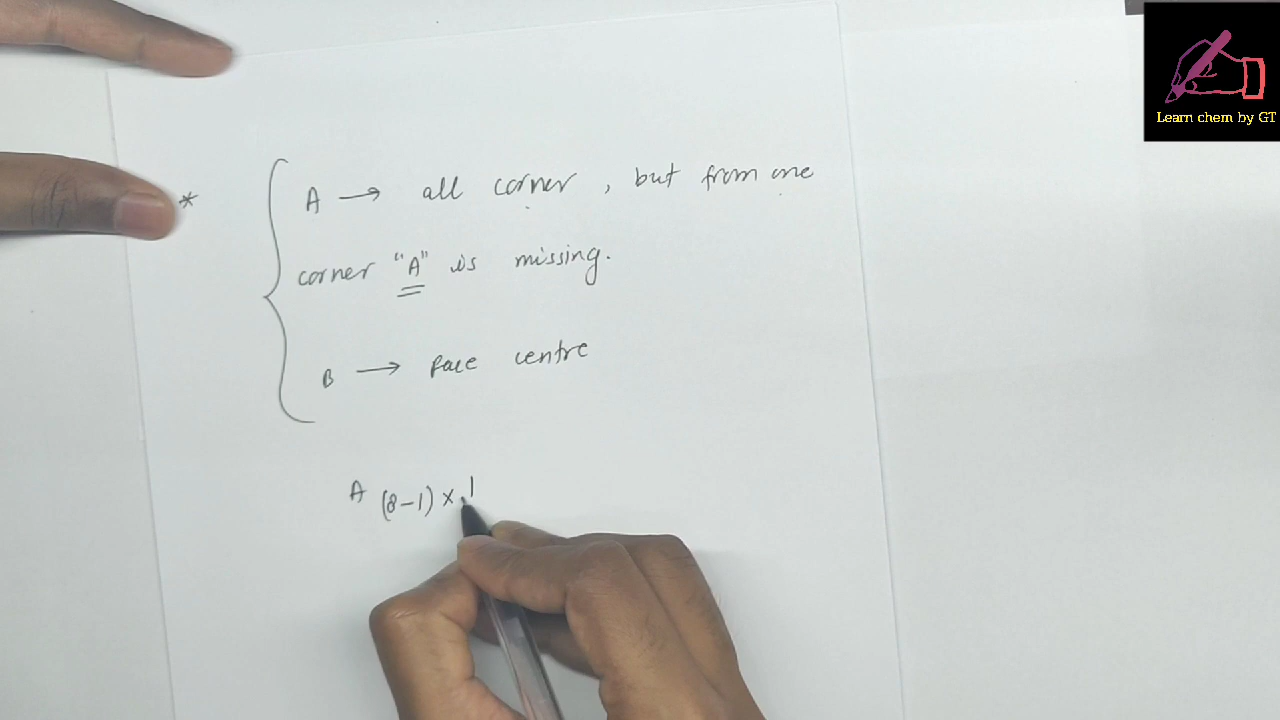 Learn chem by GT
* A → all corner, but from one
corner "A" is missing.
B → face centre
A (8-1) × 1